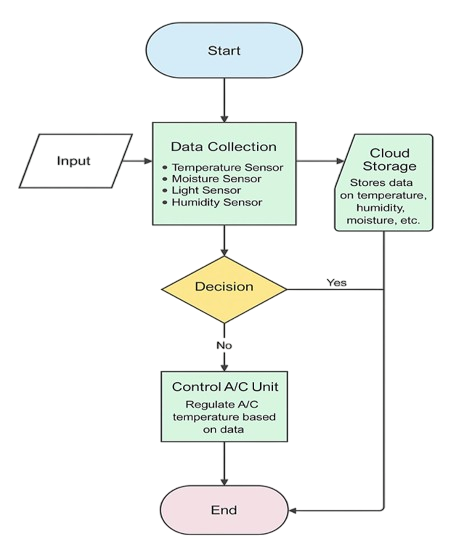 Start
Input
Data Collection
• Temperature Sensor
• Moisture Sensor
• Light Sensor
• Humidity Sensor
Cloud
Storage
Stores data
on temperature,
humidity,
moisture, etc.
Decision
Yes
No
Control A/C Unit
Regulate A/C
temperature based
on data
End